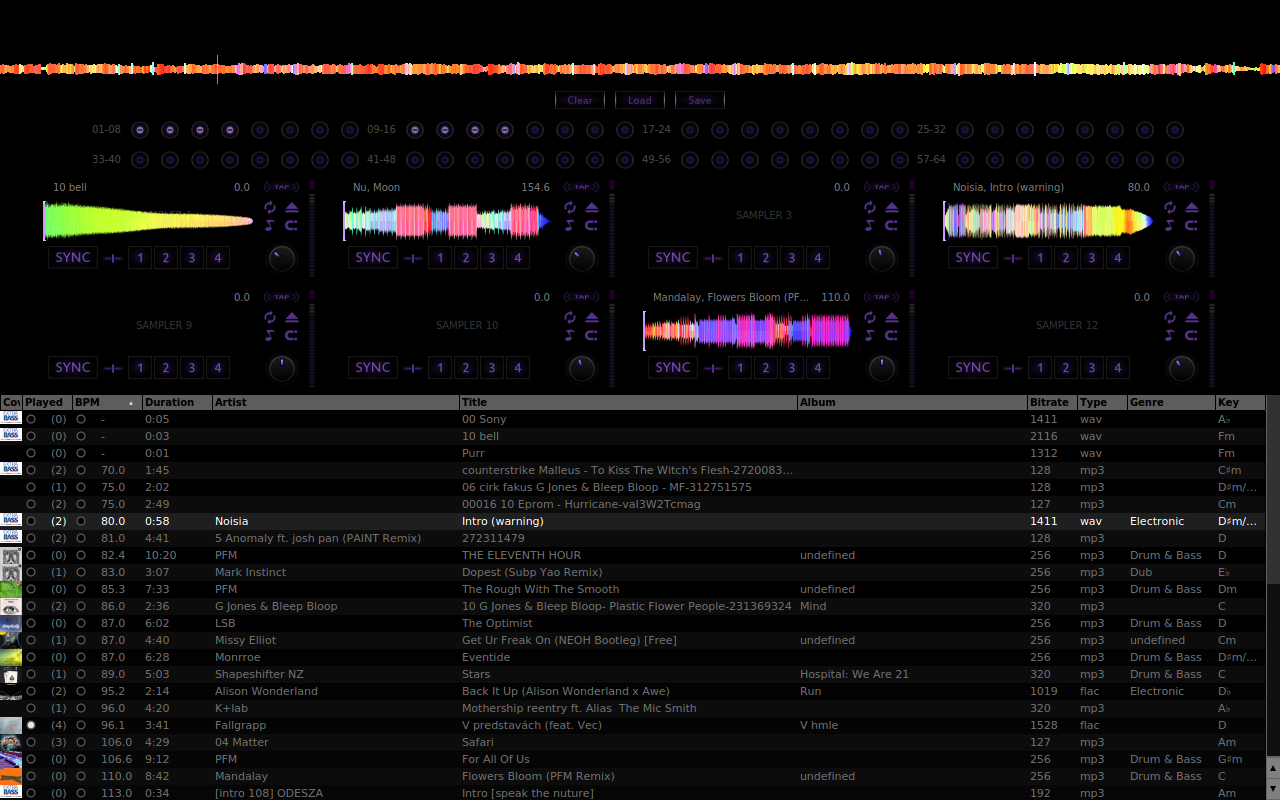 Clear Load Save
01-08 09-16 17-24 25-32
33-40 41-48 49-56 57-64
10 bell 0.0 TAP Nu, Moon 154.6 TAP 0.0 TAP Noisia, Intro (warning) 80.0 TAP
SAMPLER 3
SYNC 1 2 3 4 SYNC 1 2 3 4 SYNC 1 2 3 4 SYNC 1 2 3 4
0.0 TAP 0.0 TAP Mandalay, Flowers Bloom (PF... 110.0 TAP 0.0 TAP
SAMPLER 9 SAMPLER 10 SAMPLER 12
SYNC 1 2 3 4 SYNC 1 2 3 4 SYNC 1 2 3 4 SYNC 1 2 3 4
Played BPM Duration Artist Title Album Bitrate Type Genre Key
BASS (0) - 0:05 00 Sony 1411 wav A♭
BASS (0) - 0:03 10 bell 2116 wav Fm
(0) - 0:01 Purr 1312 wav Fm
BASS (2) 70.0 1:45 counterstrike Malleus - To Kiss The Witch's Flesh-2720083... 128 mp3 C♯m
(1) 75.0 2:02 06 cirk fakus G Jones & Bleep Bloop - MF-312751575 128 mp3 D♯m/...
(2) 75.0 2:49 00016 10 Eprom - Hurricane-val3W2Tcmag 127 mp3 Cm
BASS (2) 80.0 0:58 Noisia Intro (warning) 1411 wav Electronic D♯m/...
BASS (2) 81.0 4:41 5 Anomaly ft. josh pan (PAINT Remix) 272311479 128 mp3 D
(0) 82.4 10:20 PFM THE ELEVENTH HOUR undefined 256 mp3 Drum & Bass D
(1) 83.0 3:07 Mark Instinct Dopest (Subp Yao Remix) 256 mp3 Dub E♭
(0) 85.3 7:33 PFM The Rough With The Smooth undefined 256 mp3 Drum & Bass Dm
(2) 86.0 2:36 G Jones & Bleep Bloop 10 G Jones & Bleep Bloop- Plastic Flower People-231369324 Mind 320 mp3 C
(0) 87.0 6:02 LSB The Optimist 256 mp3 Drum & Bass D
(1) 87.0 4:40 Missy Elliot Get Ur Freak On (NEOH Bootleg) [Free] undefined 256 mp3 undefined Cm
(0) 87.0 6:28 Monrroe Eventide 256 mp3 Drum & Bass D♯m/...
(1) 89.0 5:03 Shapeshifter NZ Stars Hospital: We Are 21 320 mp3 Drum & Bass C
(2) 95.2 2:14 Alison Wonderland Back It Up (Alison Wonderland x Awe) Run 1019 flac Electronic D♭
(1) 96.0 4:20 K+lab Mothership reentry ft. Alias  The Mic Smith 320 mp3 A♭
(4) 96.1 3:41 Fallgrapp V predstavách (feat. Vec) V hmle 1528 flac D
(3) 106.0 4:29 04 Matter Safari 127 mp3 Am
(0) 106.6 9:12 PFM For All Of Us 256 mp3 Drum & Bass G♯m
(0) 110.0 8:42 Mandalay Flowers Bloom (PFM Remix) undefined 256 mp3 Drum & Bass C
BASS (0) 113.0 0:34 [intro 108] ODESZA Intro [speak the nuture] 192 mp3 Am